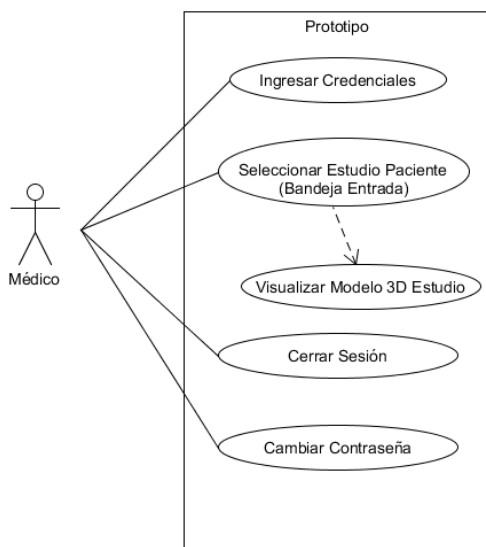 Prototipo
Ingresar Credenciales
Seleccionar Estudio Paciente
(Bandeja Entrada)
Médico
Visualizar Modelo 3D Estudio
Cerrar Sesión
Cambiar Contraseña